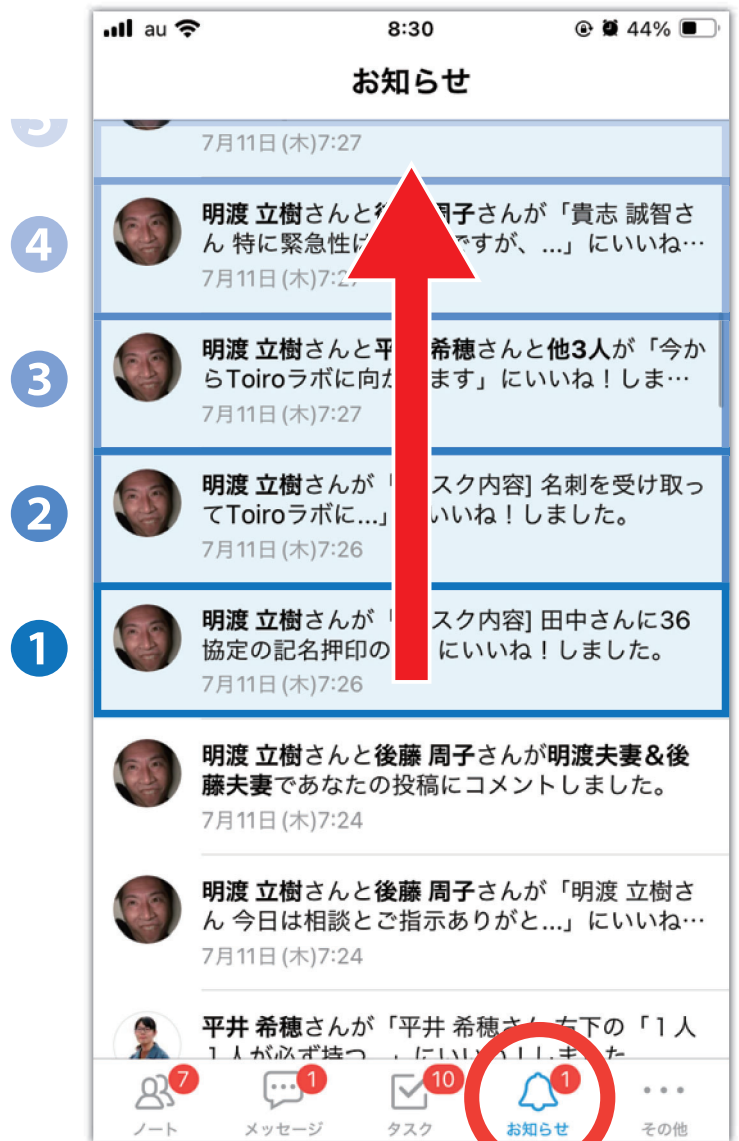 au 8:30 44%
お知らせ
7月11日(木)7:27
4
明渡 立樹さんと後 周子さんが「貴志 誠智さ
ん 特に緊急性は ですが、...」にいいね…
7月11日(木)7:27
3
明渡 立樹さんと平 希穂さんと他3人が「今か
らToiroラボに向か ます」にいいね！しま…
7月11日(木)7:27
2
明渡 立樹さんが「 スク内容] 名刺を受け取っ
てToiroラボに...」 いいね！しました。
7月11日(木)7:26
1
明渡 立樹さんが「 スク内容] 田中さんに36
協定の記名押印の にいいね！しました。
7月11日(木)7:26
明渡 立樹さんと後藤 周子さんが明渡夫妻&後
藤夫妻であなたの投稿にコメントしました。
7月11日(木)7:24
明渡 立樹さんと後藤 周子さんが「明渡 立樹さ
ん 今日は相談とご指示ありがと...」にいいね…
7月11日(木)7:24
平井 希穂さんが「平井 希穂さん 右下の「1人
1人が必ず持つ
7 1 10 1
ノート メッセージ タスク お知らせ その他